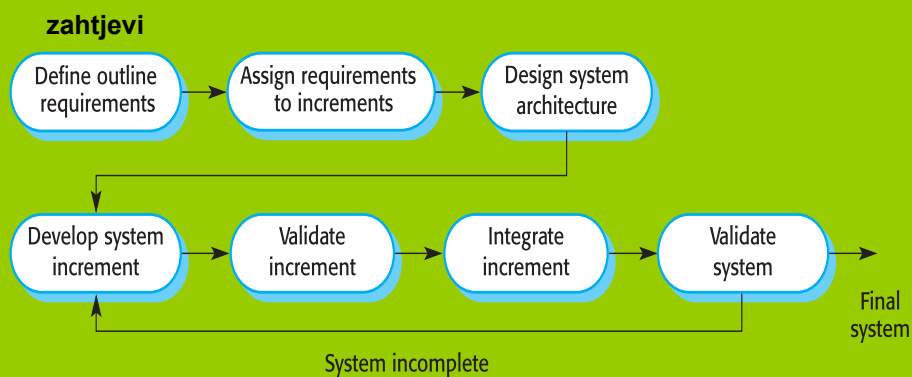 zahtjevi
Define outline
requirements
Assign requirements
to increments
Design system
architecture
Develop system
increment
Validate
increment
Integrate
increment
Validate
system
Final
system
System incomplete